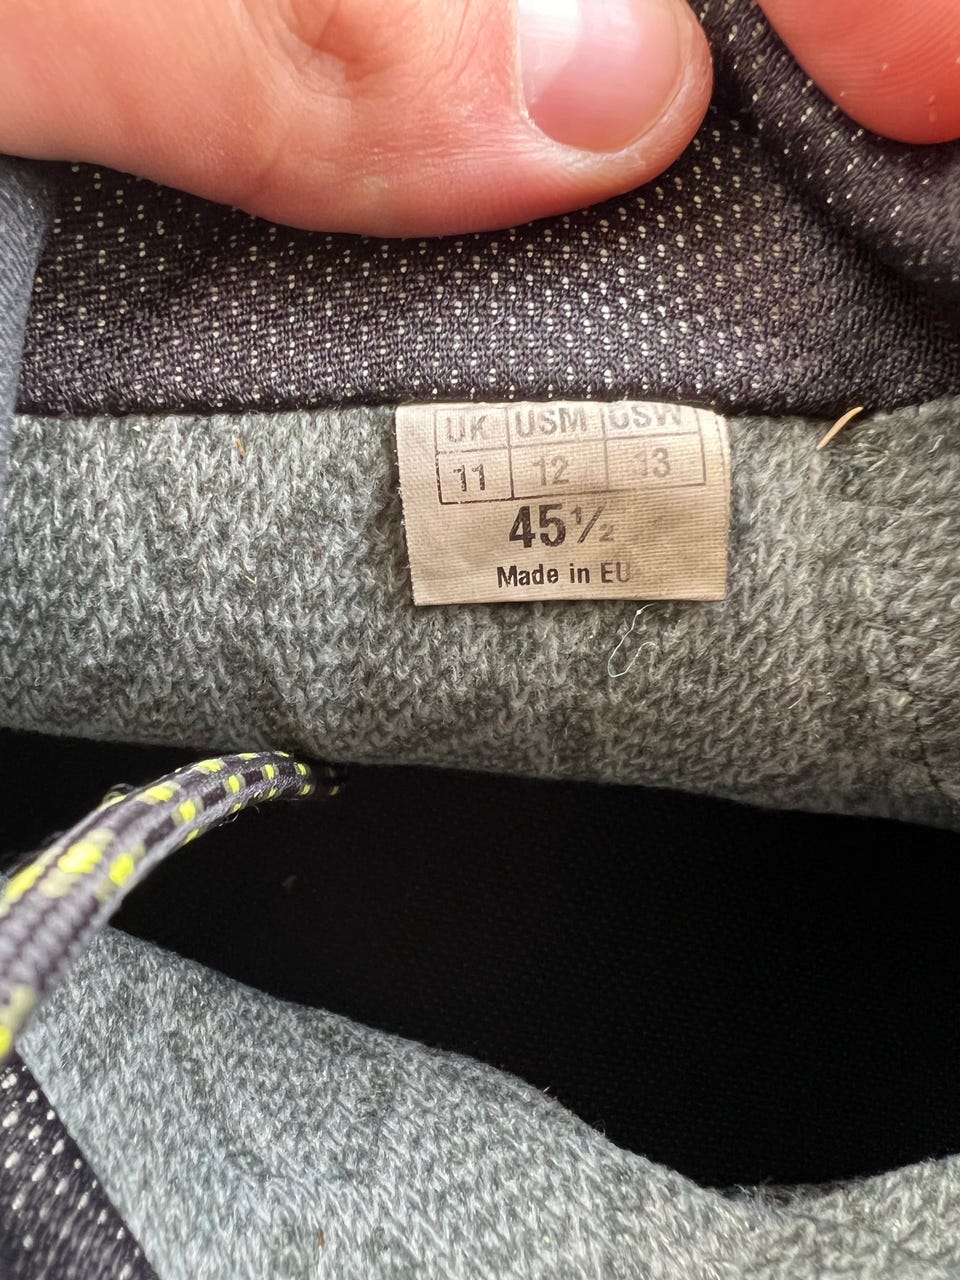 UK USM USW
11 12 13
45½
Made in EU